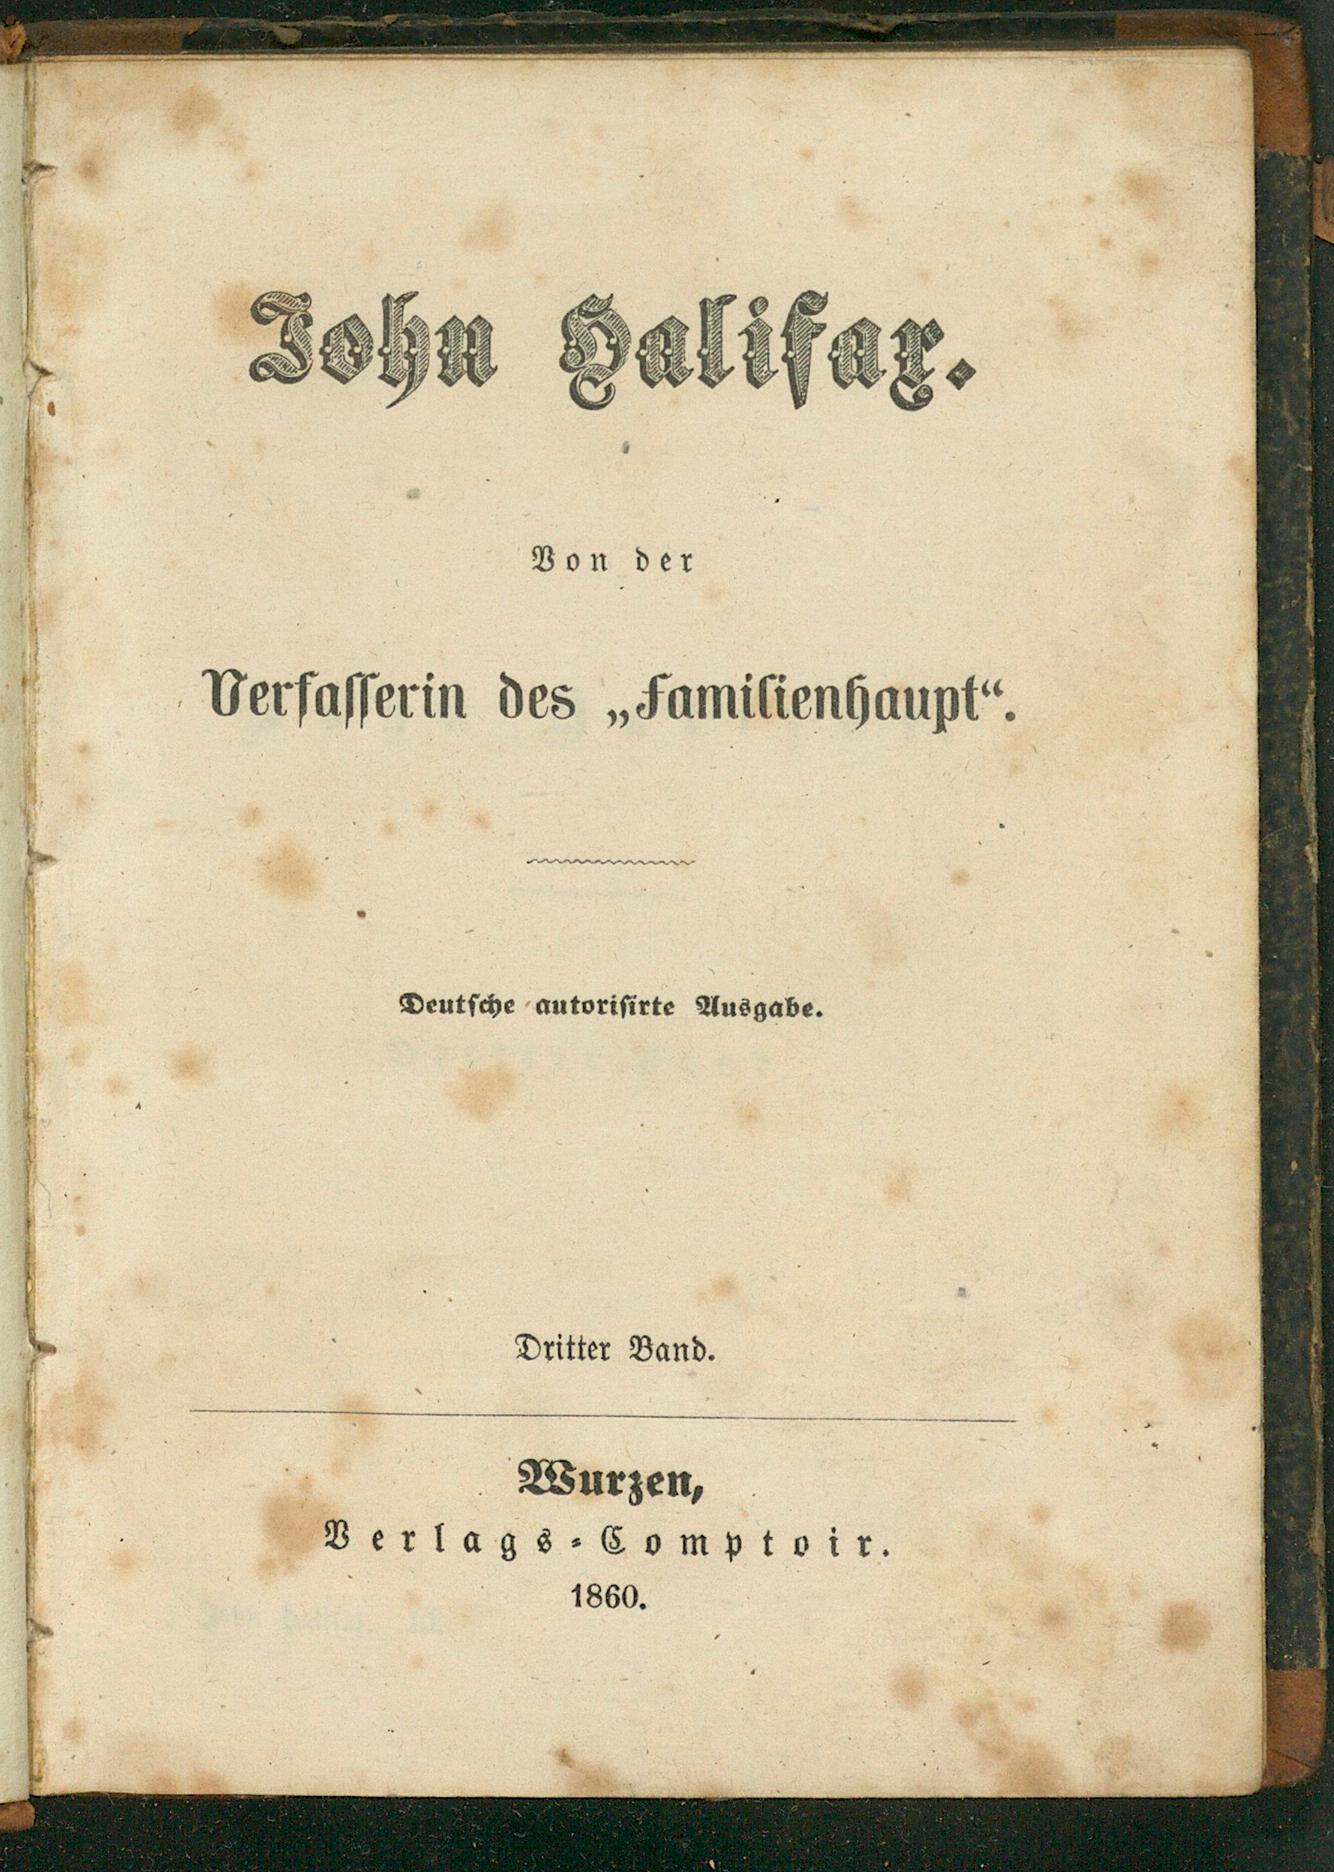 John Halifax.
Von der
Verfasserin des „Familienhaupt“.
Deutsche autorisirte Ausgabe.
Dritter Band.
Wurzen,
Verlags-Comptoir.
1860.